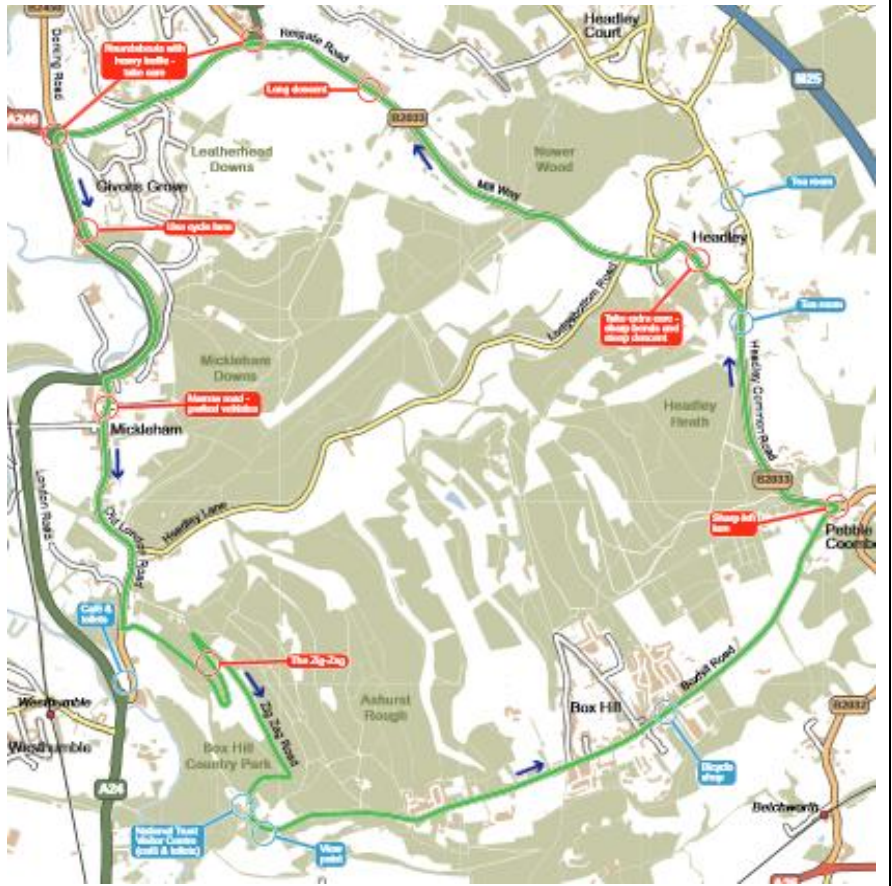 Headley
Court
Dorking Road
Roundabouts with
heavy traffic –
take care
Reigate Road
M25
A246
Long descent
B2033
Leatherhead
Downs
Nower
Wood
Givons Grove
Mill Way
Tea room
Use cycle lane
Headley
Lodgebottom Road
Take extra care –
sharp bends and
steep descent
Tea room
Mickleham
Downs
Headley Common Road
Narrow road –
parked vehicles
Headley
Heath
Mickleham
London Road
B2033
Old London Road
Headley Lane
Sharp left
turn
Pebble
Coombe
Café &
toilets
The Zig-Zag
Zig Zag Road
Boxhill Road
Ashurst
Rough
Box Hill
Westhumble
Westhumble
B2032
Box Hill
Country Park
Bicycle
shop
A24
Betchworth
National Trust
Visitor Centre
(café & toilets)
View
point